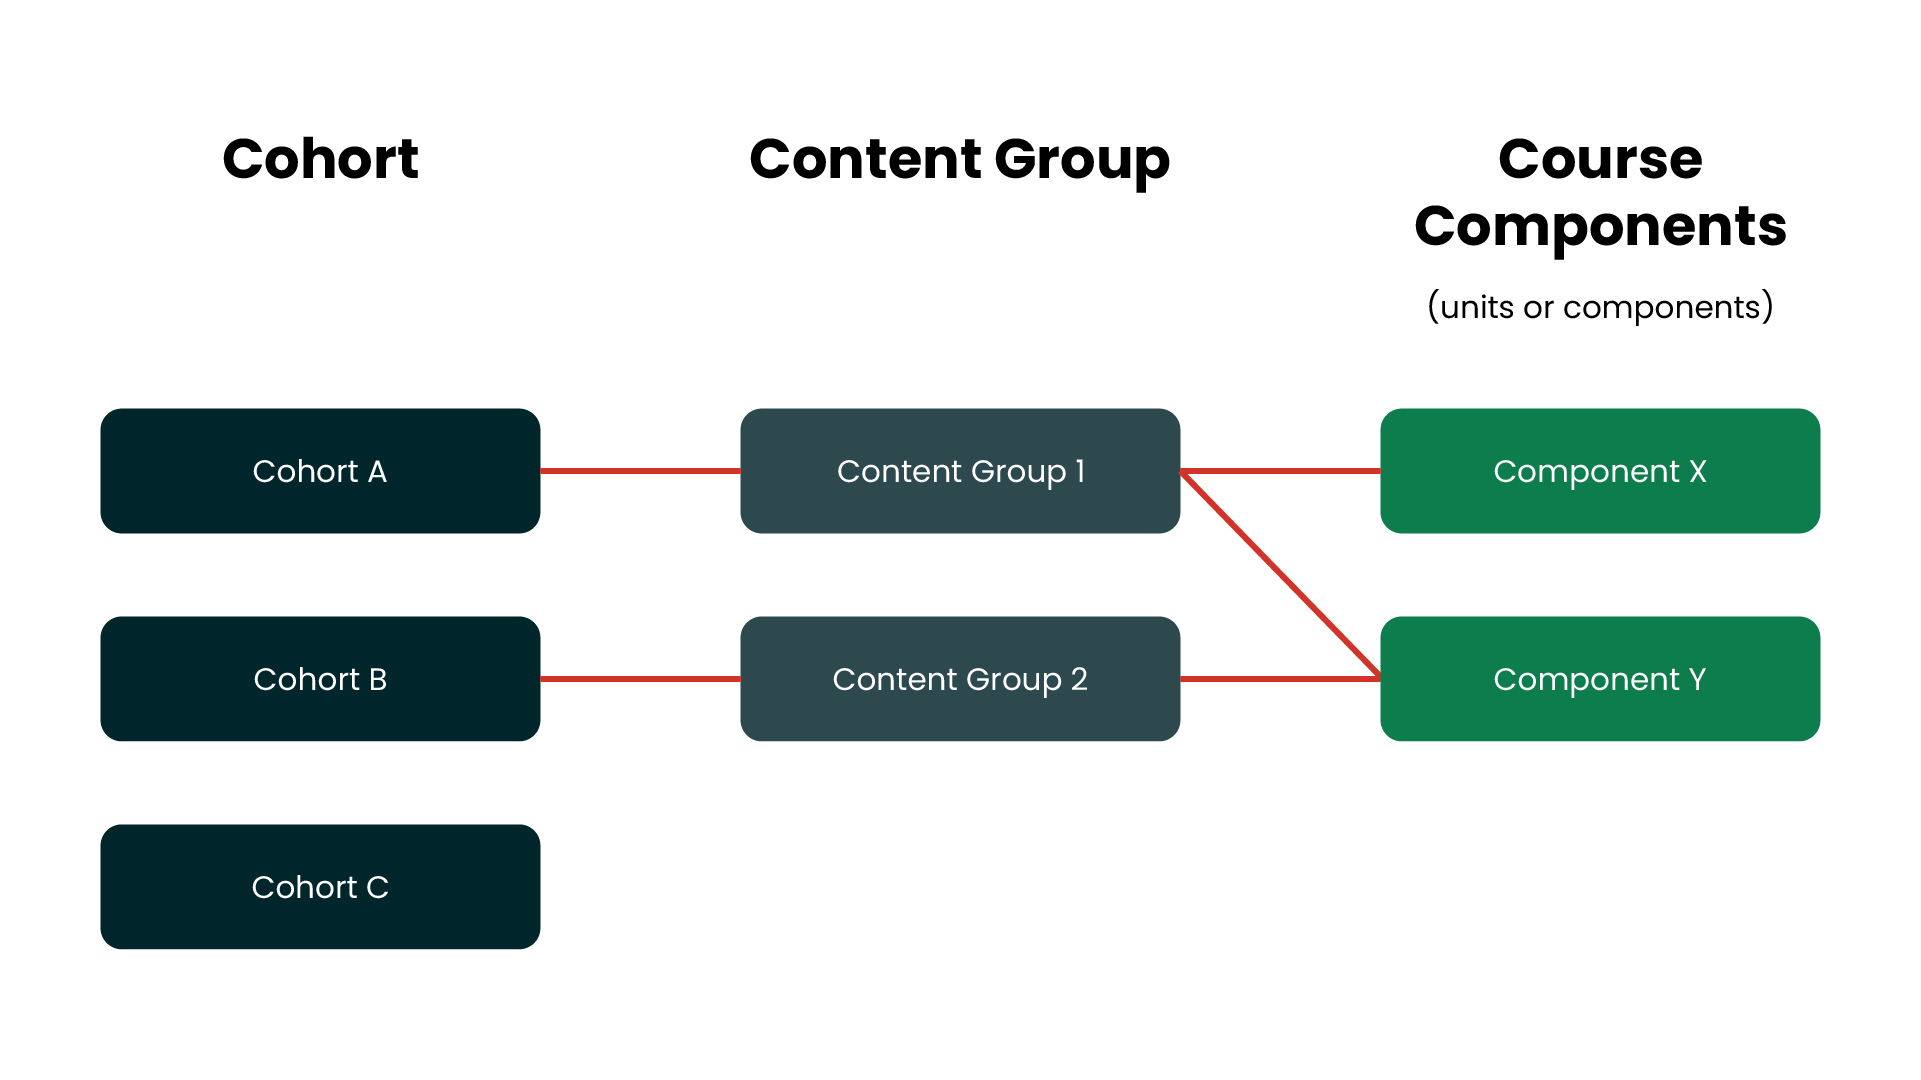 Cohort
Content Group
Course
Components
(units or components)
Cohort A
Content Group 1
Component X
Cohort B
Content Group 2
Component Y
Cohort C